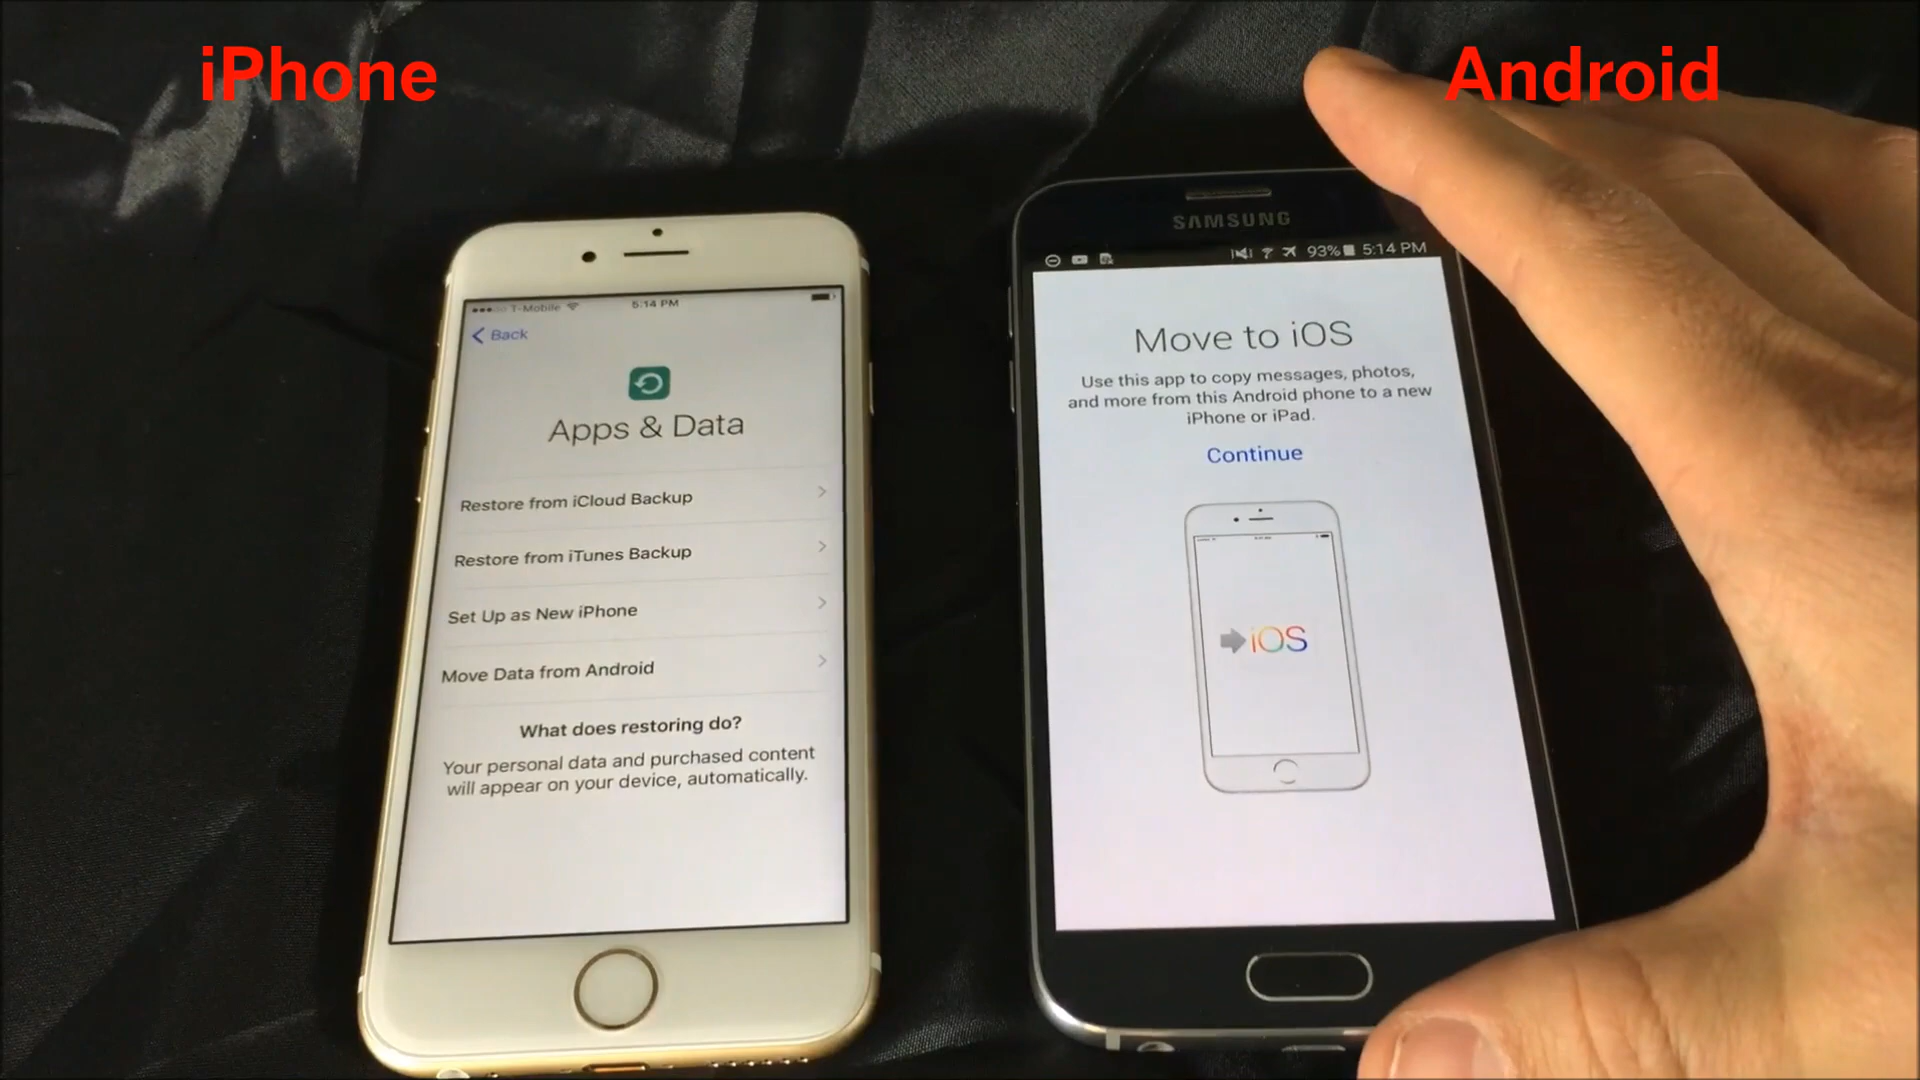 iPhone
Android
T-Mobile 5:14 PM
Back
Apps & Data
Restore from iCloud Backup
Restore from iTunes Backup
Set Up as New iPhone
Move Data from Android
What does restoring do?
Your personal data and purchased content
will appear on your device, automatically.
SAMSUNG
93% 5:14 PM
Move to iOS
Use this app to copy messages, photos,
and more from this Android phone to a new
iPhone or iPad.
Continue
iOS